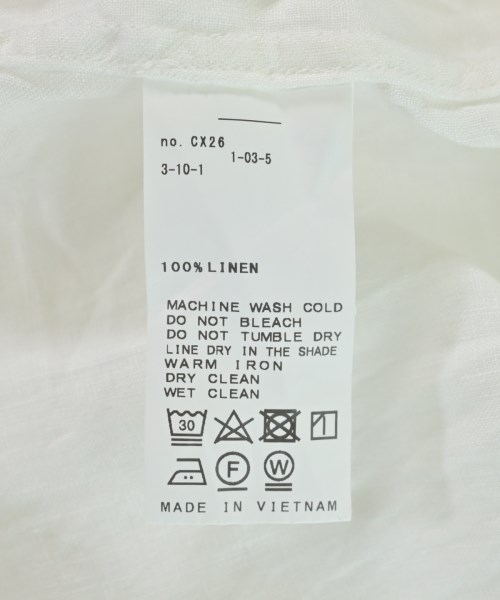 no. CX26
1-03-5
3-10-1
100% LINEN
MACHINE WASH COLD
DO NOT BLEACH
DO NOT TUMBLE DRY
LINE DRY IN THE SHADE
WARM IRON
DRY CLEAN
WET CLEAN
30
F W
MADE IN VIETNAM